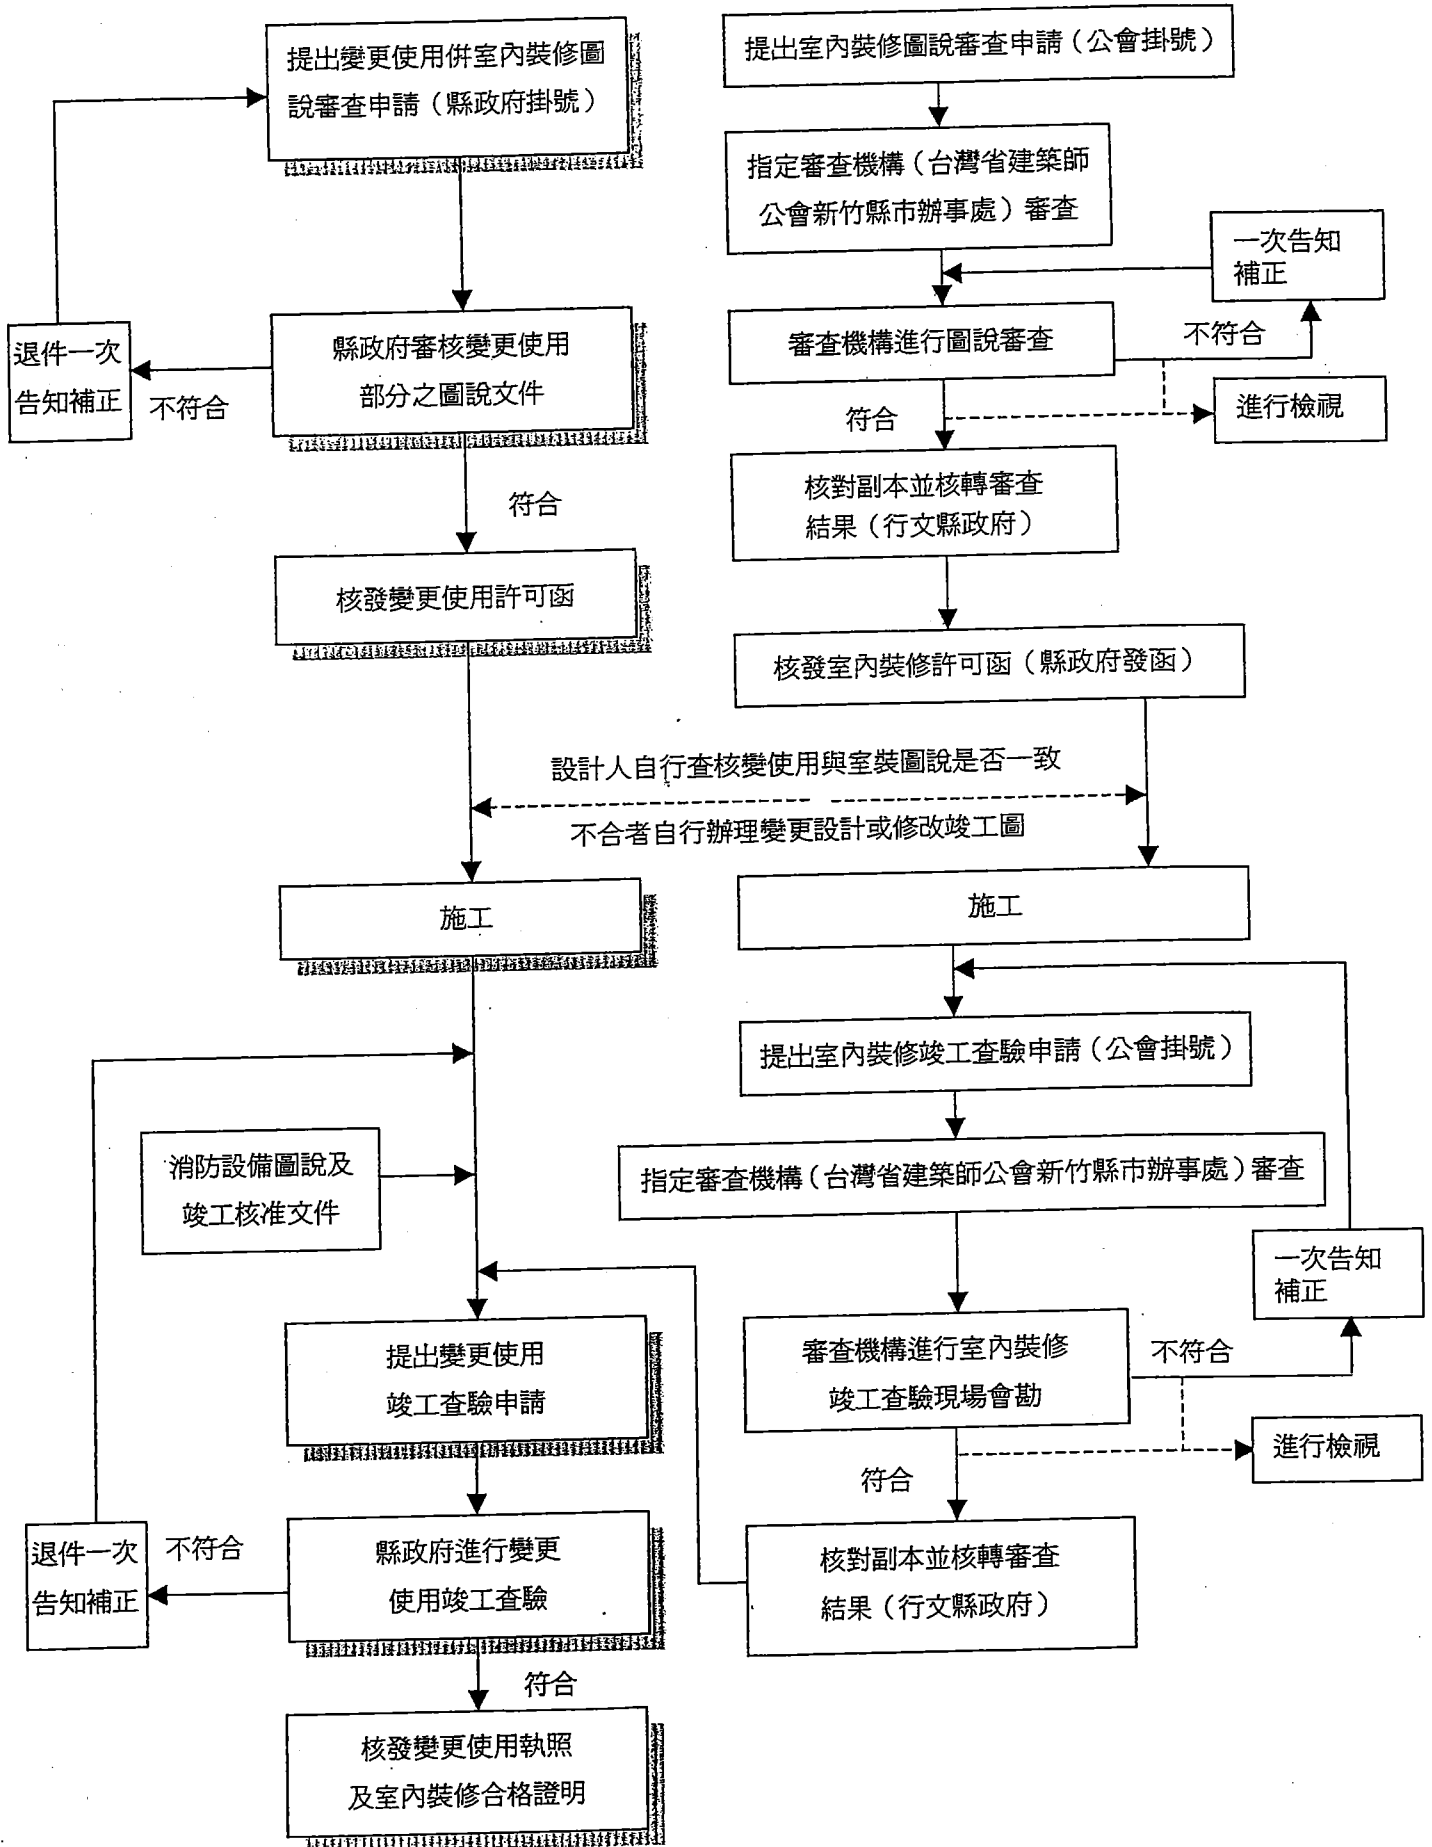 提出變更使用併室內裝修圖
說審查申請（縣政府掛號）
退件一次
告知補正
不符合
縣政府審核變更使用
部分之圖說文件
符合
核發變更使用許可函
提出室內裝修圖說審查申請（公會掛號）
指定審查機構（台灣省建築師
公會新竹縣市辦事處）審查
一次告知
補正
審查機構進行圖說審查
不符合
進行檢視
符合
核對副本並核轉審查
結果（行文縣政府）
核發室內裝修許可函（縣政府發函）
設計人自行查核變使用與室裝圖說是否一致
不合者自行辦理變更設計或修改竣工圖
施工
消防設備圖說及
竣工核准文件
提出變更使用
竣工查驗申請
退件一次
告知補正
不符合
縣政府進行變更
使用竣工查驗
符合
核發變更使用執照
及室內裝修合格證明
施工
提出室內裝修竣工查驗申請（公會掛號）
指定審查機構（台灣省建築師公會新竹縣市辦事處）審查
一次告知
補正
審查機構進行室內裝修
竣工查驗現場會勘
不符合
進行檢視
符合
核對副本並核轉審查
結果（行文縣政府）